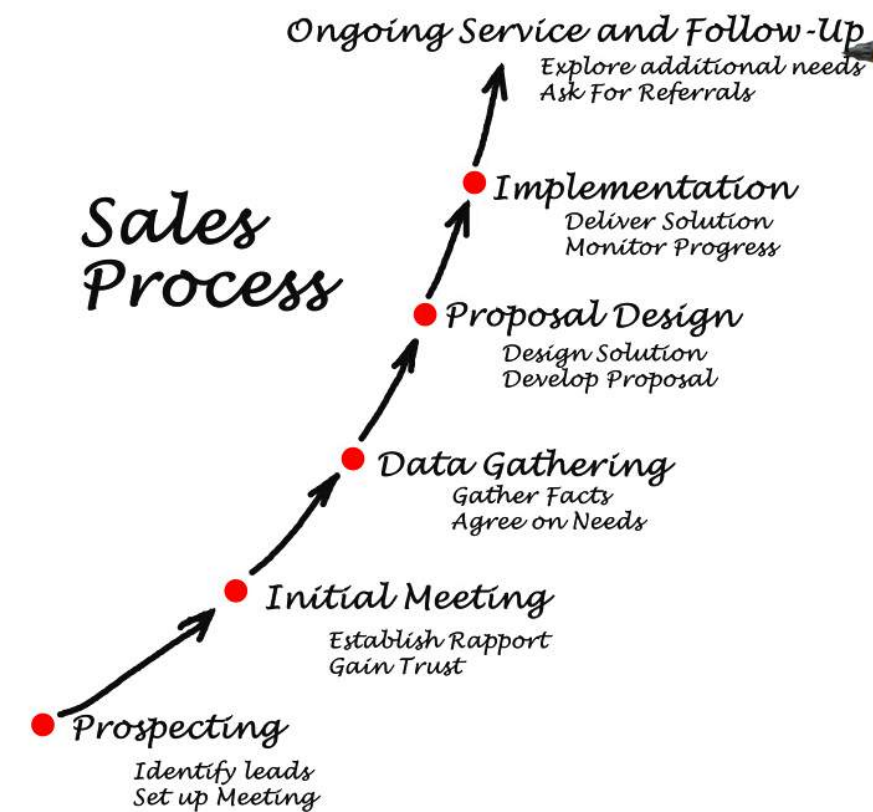 Ongoing Service and Follow-Up
Explore additional needs
Ask For Referrals
Implementation
Deliver Solution
Monitor Progress
Sales
Process
Proposal Design
Design Solution
Develop Proposal
Data Gathering
Gather Facts
Agree on Needs
Initial Meeting
Establish Rapport
Gain Trust
Prospecting
Identify leads
Set up Meeting